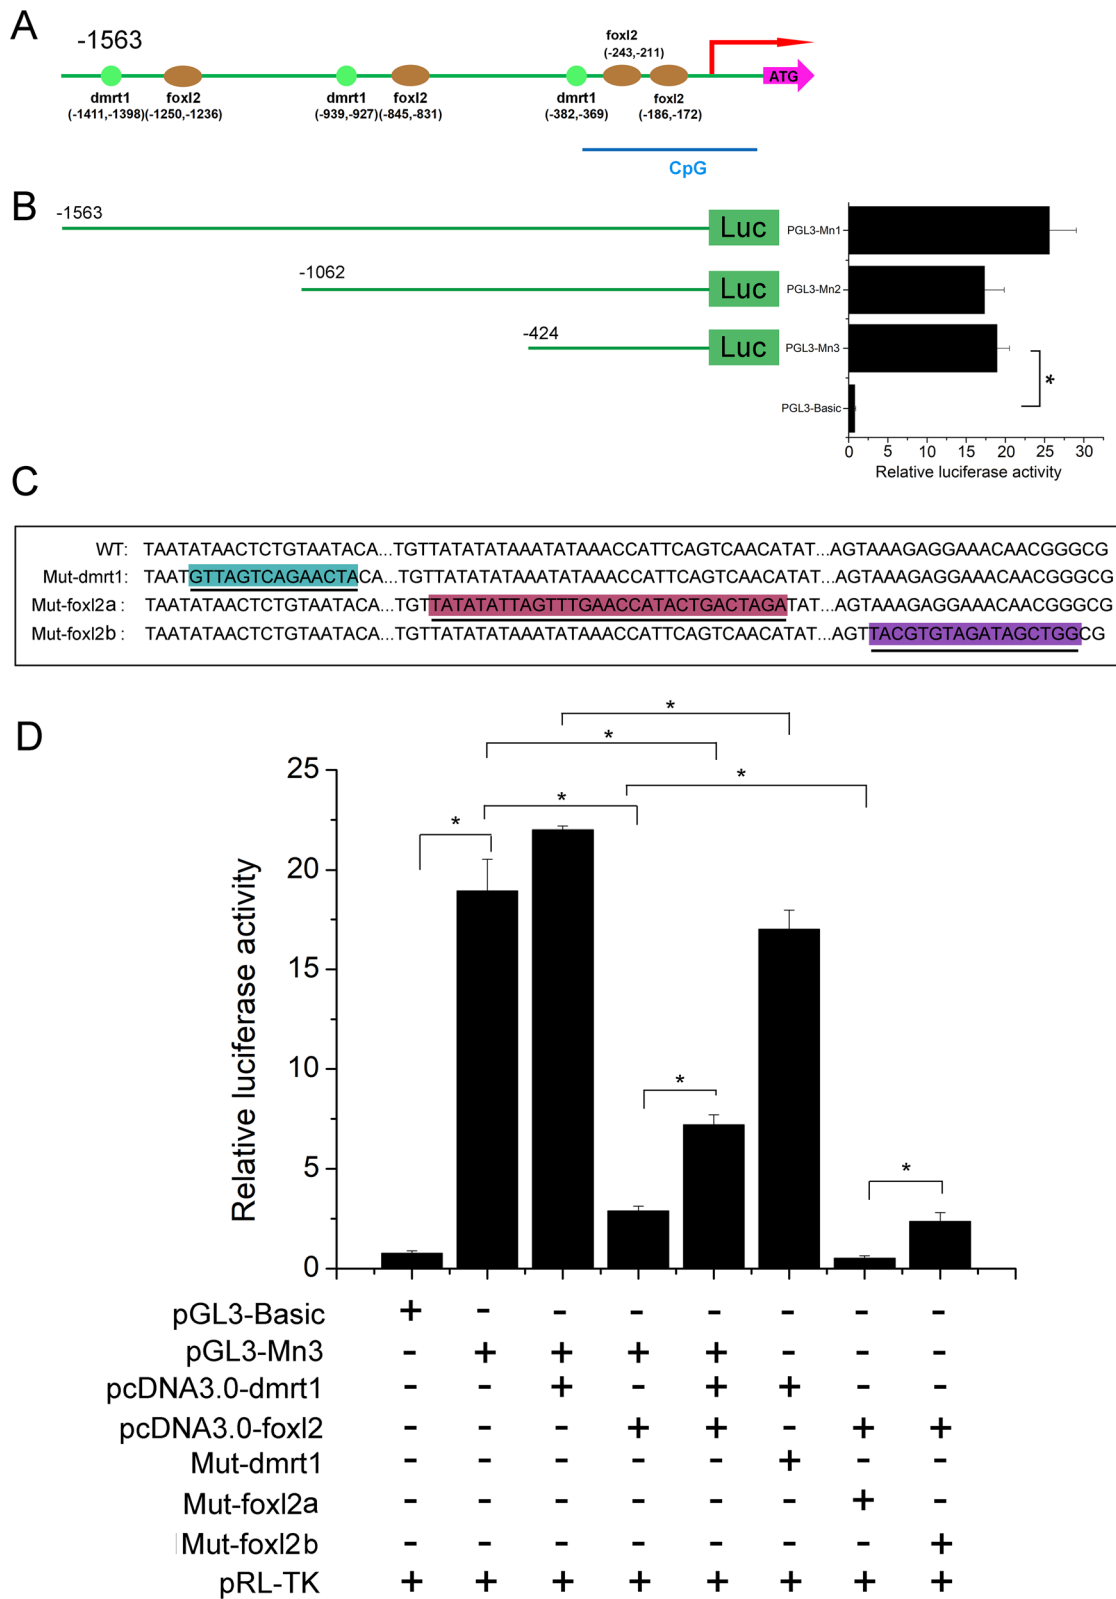 A
-1563
foxl2
(-243,-211)
ATG
dmrt1 foxl2 dmrt1 foxl2 dmrt1 foxl2
(-1411,-1398)(-1250,-1236) (-939,-927)(-845,-831) (-382,-369) (-186,-172)
CpG
B
-1563
Luc PGL3-Mn1
-1062
Luc PGL3-Mn2
-424
Luc PGL3-Mn3
*
PGL3-Basic
0 5 10 15 20 25 30
Relative luciferase activity
C
WT: TAATATAACTCTGTAATACA...TGTTATATATAAATATAAACCATTCAGTCAACATAT...AGTAAAGAGGAAACAACGGGCG
Mut-dmrt1: TAATGTTAGTCAGAACTACA...TGTTATATATAAATATAAACCATTCAGTCAACATAT...AGTAAAGAGGAAACAACGGGCG
Mut-foxl2a : TAATATAACTCTGTAATACA...TGTTATATATTAGTTTGAACCATACTGACTAGATAT...AGTAAAGAGGAAACAACGGGCG
Mut-foxl2b : TAATATAACTCTGTAATACA...TGTTATATATAAATATAAACCATTCAGTCAACATAT...AGTTACGTGTAGATAGCTGGCG
D
*
*
*
*
*
*
*
25
20
15
10
5
0
Relative luciferase activity
pGL3-Basic + - - - - - - -
pGL3-Mn3 - + + + + - - -
pcDNA3.0-dmrt1 - - + - + + - -
pcDNA3.0-foxl2 - - - + + - + +
Mut-dmrt1 - - - - - + - -
Mut-foxl2a - - - - - - + -
Mut-foxl2b - - - - - - - +
pRL-TK + + + + + + + +